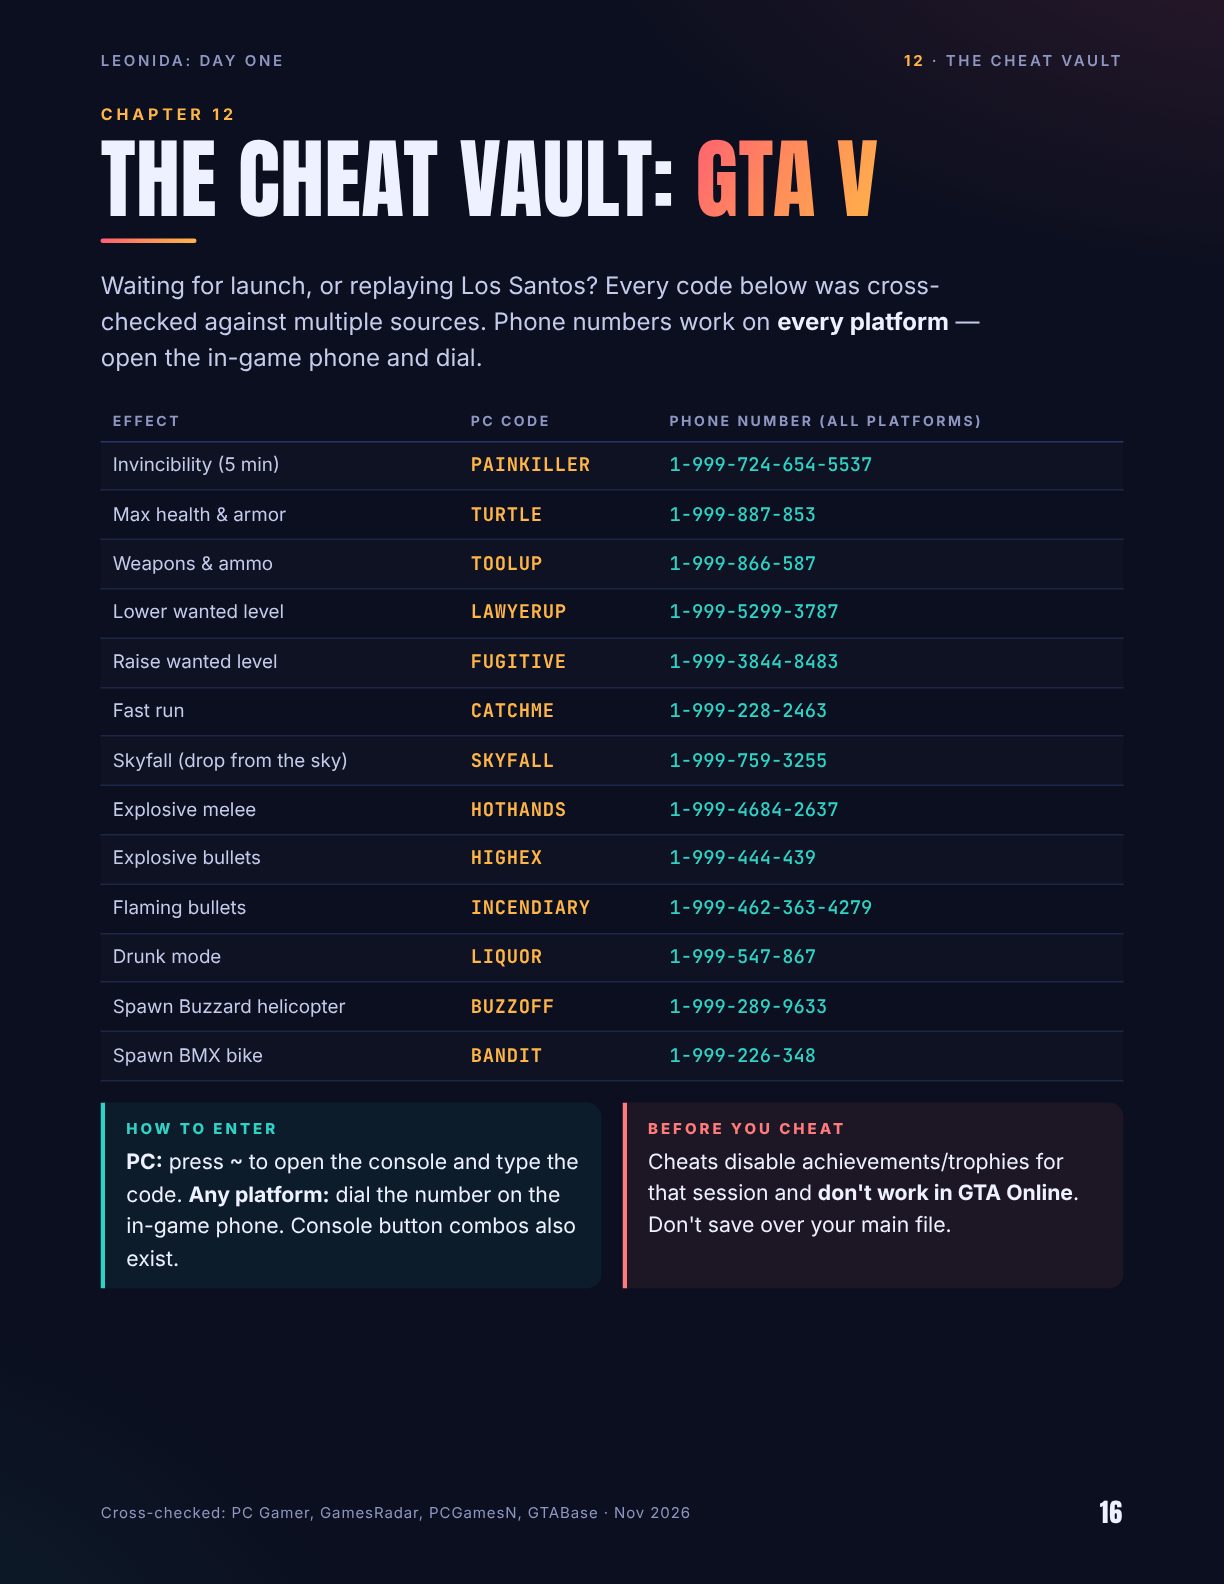 LEONIDA: DAY ONE
12 · THE CHEAT VAULT
CHAPTER 12
THE CHEAT VAULT: GTA V
Waiting for launch, or replaying Los Santos? Every code below was cross-
checked against multiple sources. Phone numbers work on every platform —
open the in-game phone and dial.
EFFECT PC CODE PHONE NUMBER (ALL PLATFORMS)
Invincibility (5 min) PAINKILLER 1-999-724-654-5537
Max health & armor TURTLE 1-999-887-853
Weapons & ammo TOOLUP 1-999-866-587
Lower wanted level LAWYERUP 1-999-5299-3787
Raise wanted level FUGITIVE 1-999-3844-8483
Fast run CATCHME 1-999-228-2463
Skyfall (drop from the sky) SKYFALL 1-999-759-3255
Explosive melee HOTHANDS 1-999-4684-2637
Explosive bullets HIGHEX 1-999-444-439
Flaming bullets INCENDIARY 1-999-462-363-4279
Drunk mode LIQUOR 1-999-547-867
Spawn Buzzard helicopter BUZZOFF 1-999-289-9633
Spawn BMX bike BANDIT 1-999-226-348
HOW TO ENTER
PC: press ~ to open the console and type the
code. Any platform: dial the number on the
in-game phone. Console button combos also
exist.
BEFORE YOU CHEAT
Cheats disable achievements/trophies for
that session and don't work in GTA Online.
Don't save over your main file.
Cross-checked: PC Gamer, GamesRadar, PCGamesN, GTABase · Nov 2026
16